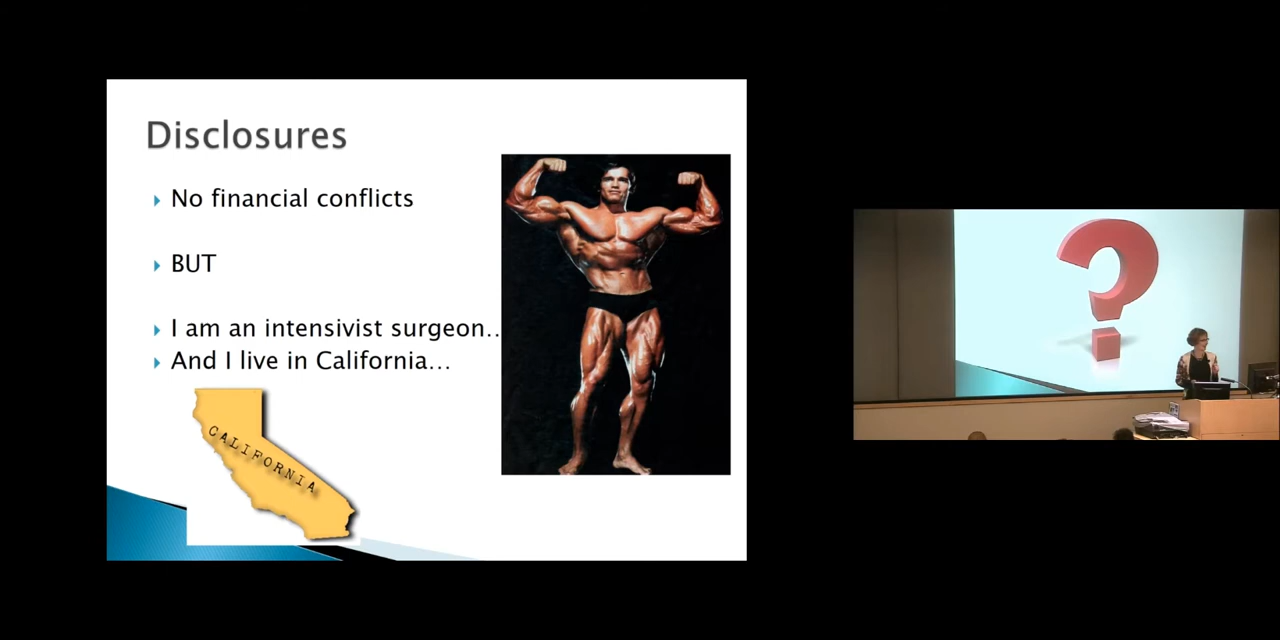 Disclosures
No financial conflicts
BUT
I am an intensivist surgeon..
And I live in California…
CALIFORNIA
?